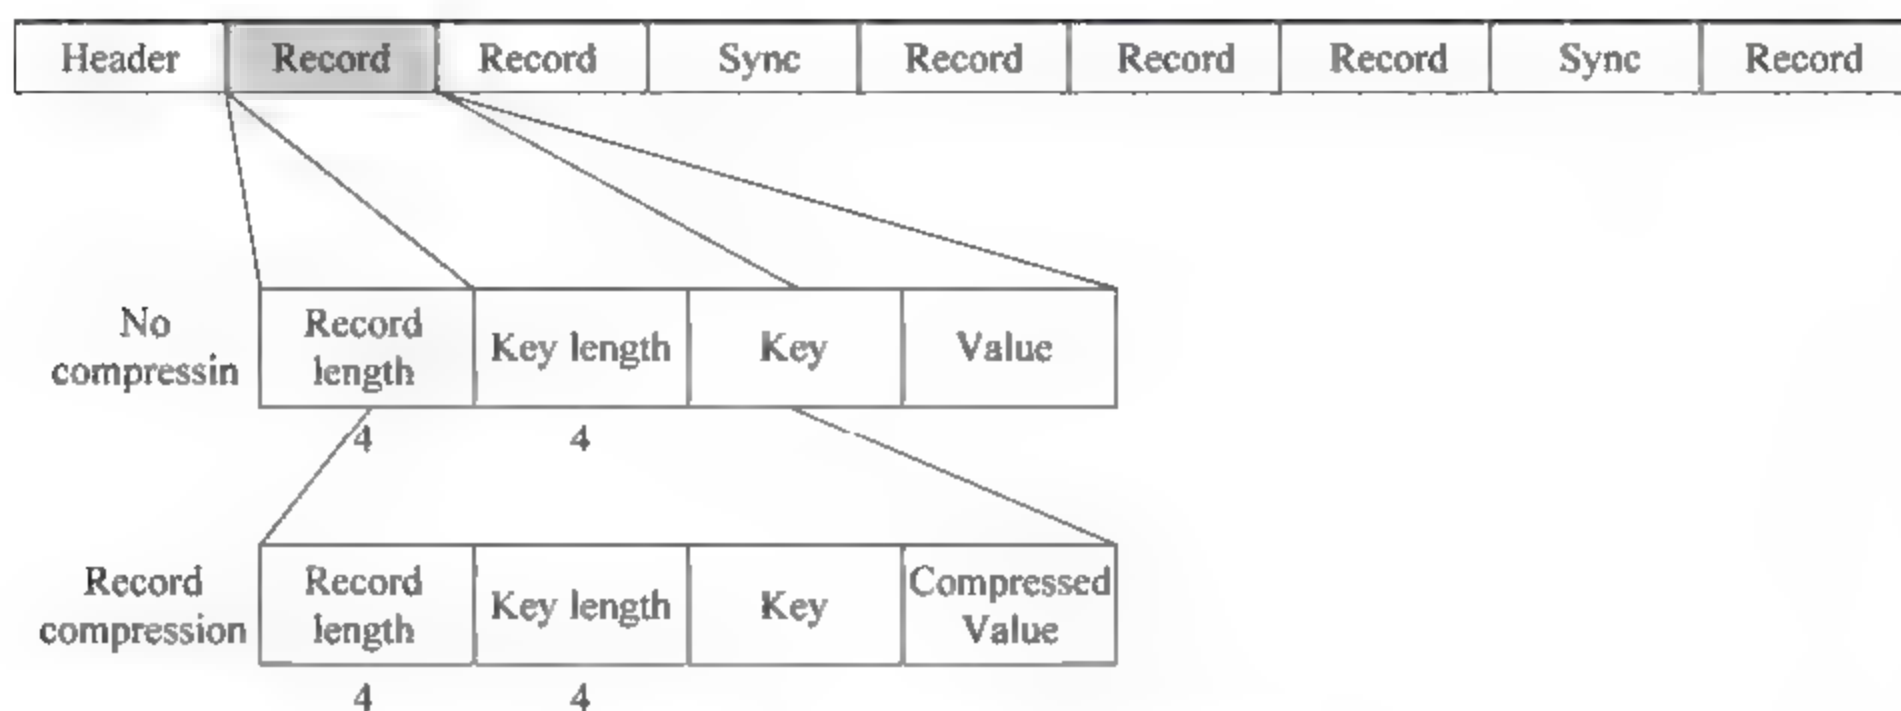 Header Record Record Sync Record Record Record Sync Record
No
compressin
Record
length
Key length
Key
Value
4
4
Record
compression
Record
length
Key length
Key
Compressed
Value
4
4